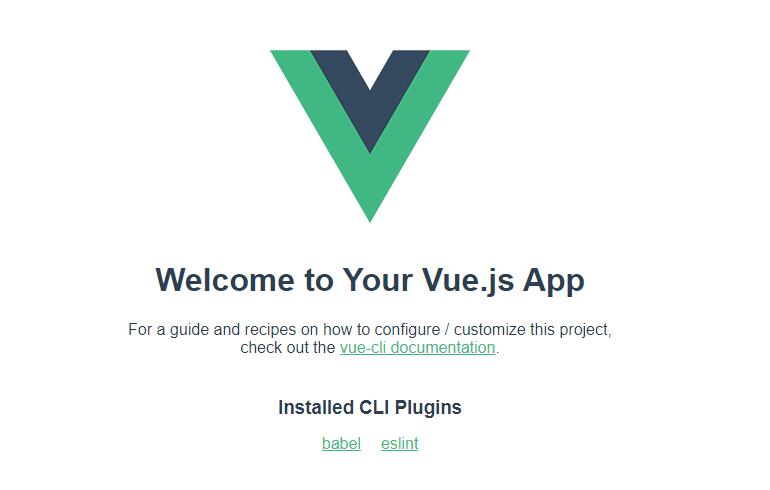 Welcome to Your Vue.js App
For a guide and recipes on how to configure / customize this project,
check out the vue-cli documentation.
Installed CLI Plugins
babel eslint